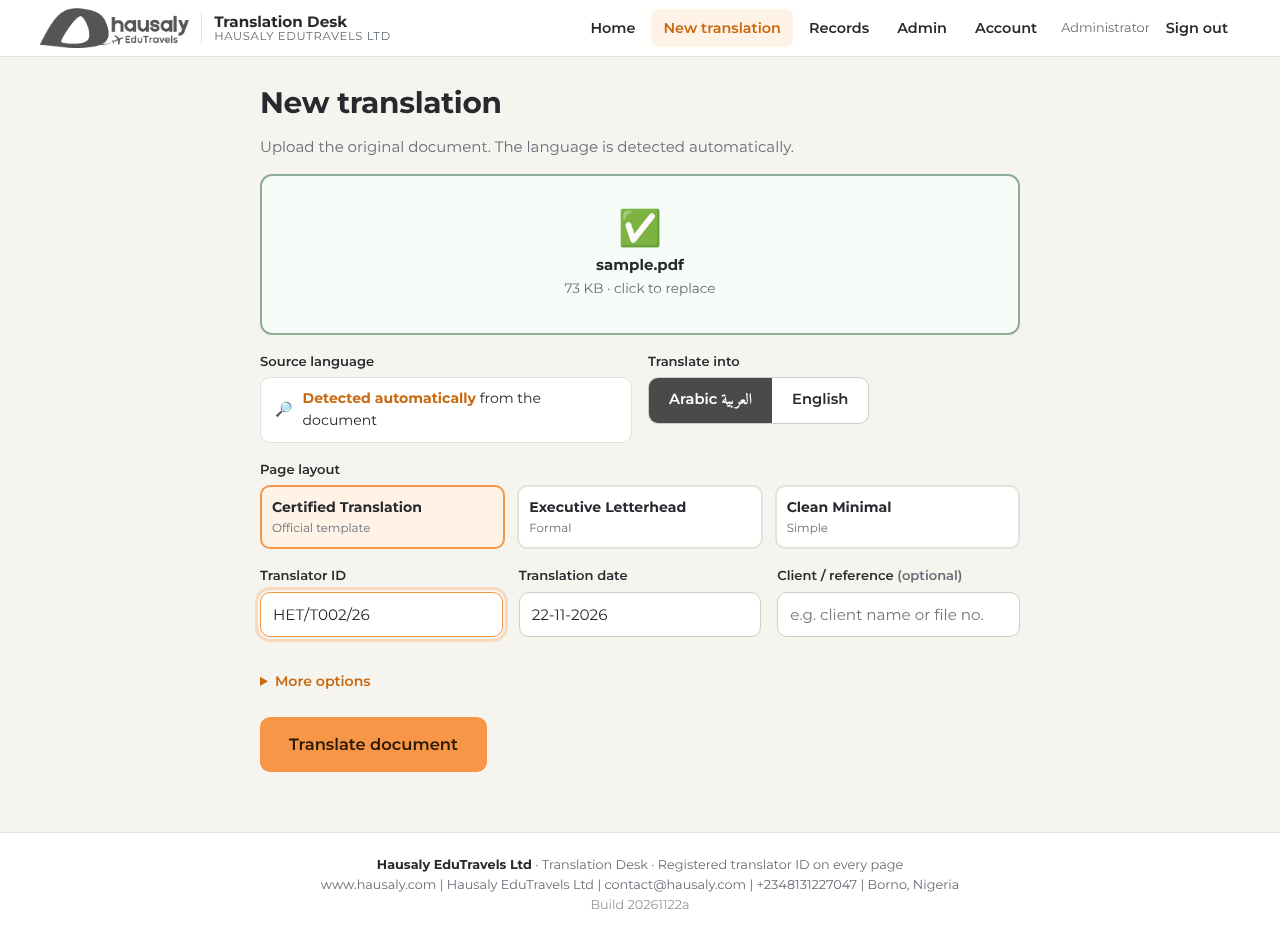 hausaly
EduTravels
Translation Desk
HAUSALY EDUTRAVELS LTD
Home
New translation
Records
Admin
Account
Administrator
Sign out
New translation
Upload the original document. The language is detected automatically.
sample.pdf
73 KB · click to replace
Source language
Detected automatically from the
document
Translate into
Arabic العربية
English
Page layout
Certified Translation
Official template
Executive Letterhead
Formal
Clean Minimal
Simple
Translator ID
HET/T002/26
Translation date
22-11-2026
Client / reference (optional)
e.g. client name or file no.
More options
Translate document
Hausaly EduTravels Ltd · Translation Desk · Registered translator ID on every page
www.hausaly.com | Hausaly EduTravels Ltd | contact@hausaly.com | +2348131227047 | Borno, Nigeria
Build 20261122a